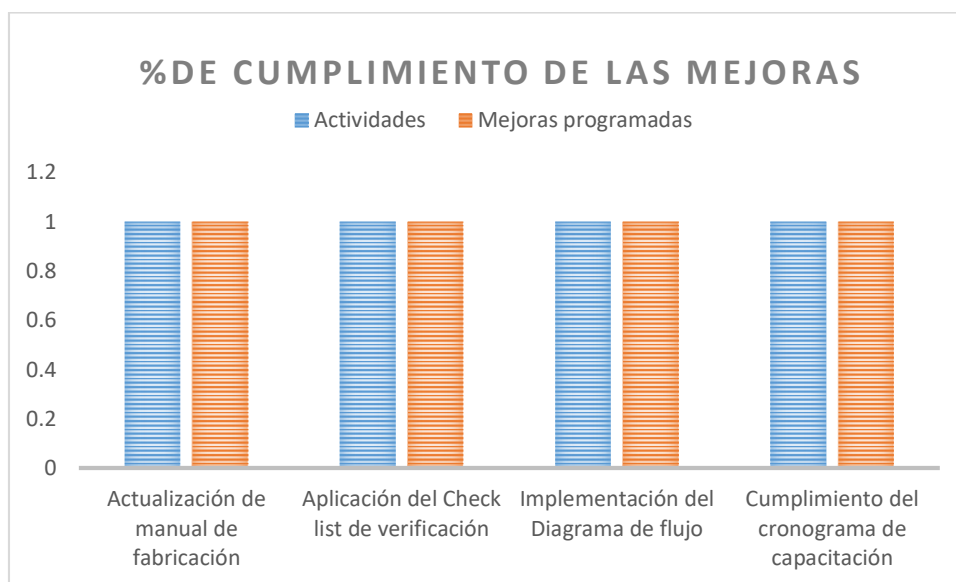 %DE CUMPLIMIENTO DE LAS MEJORAS
Actividades Mejoras programadas
1.2
1
0.8
0.6
0.4
0.2
0
Actualización de
manual de
fabricación
Aplicación del Check
list de verificación
Implementación del
Diagrama de flujo
Cumplimiento del
cronograma de
capacitación